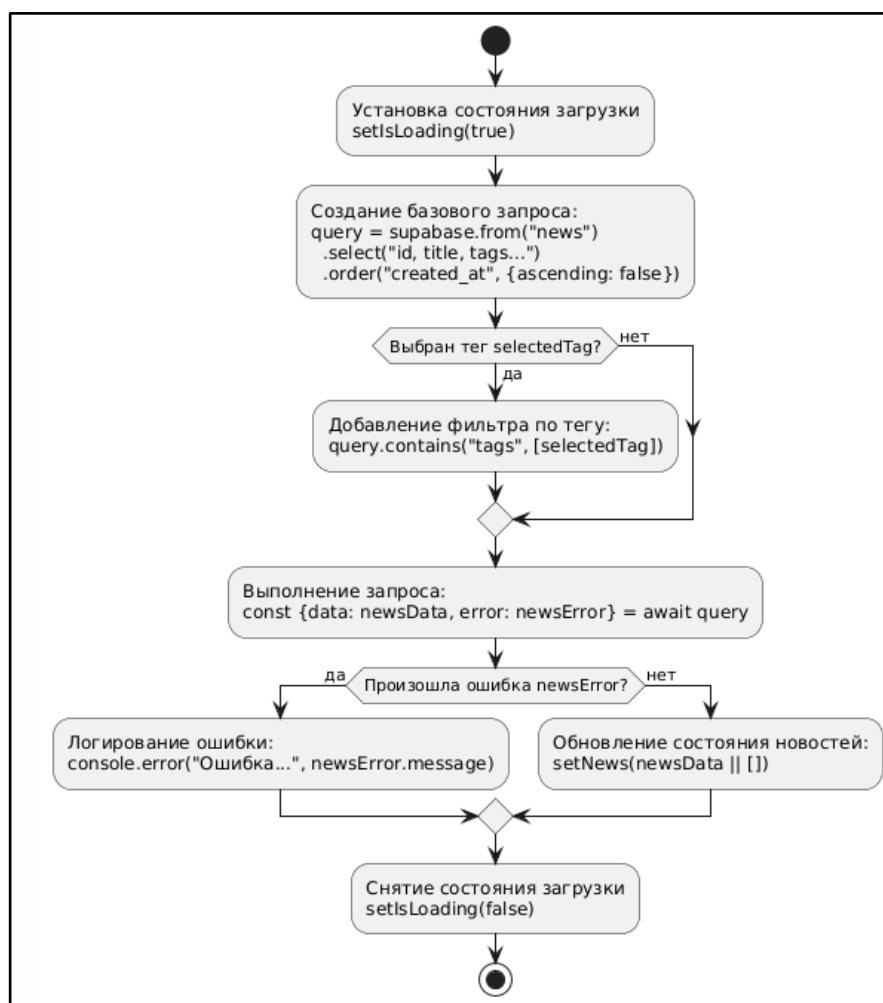 Установка состояния загрузки
setIsLoading(true)
Создание базового запроса:
query = supabase.from("news")
.select("id, title, tags...")
.order("created_at", {ascending: false})
Выбран тег selectedTag?
нет
да
Добавление фильтра по тегу:
query.contains("tags", [selectedTag])
Выполнение запроса:
const {data: newsData, error: newsError} = await query
да
Произошла ошибка newsError?
нет
Логирование ошибки:
console.error("Ошибка...", newsError.message)
Обновление состояния новостей:
setNews(newsData || [])
Снятие состояния загрузки
setIsLoading(false)